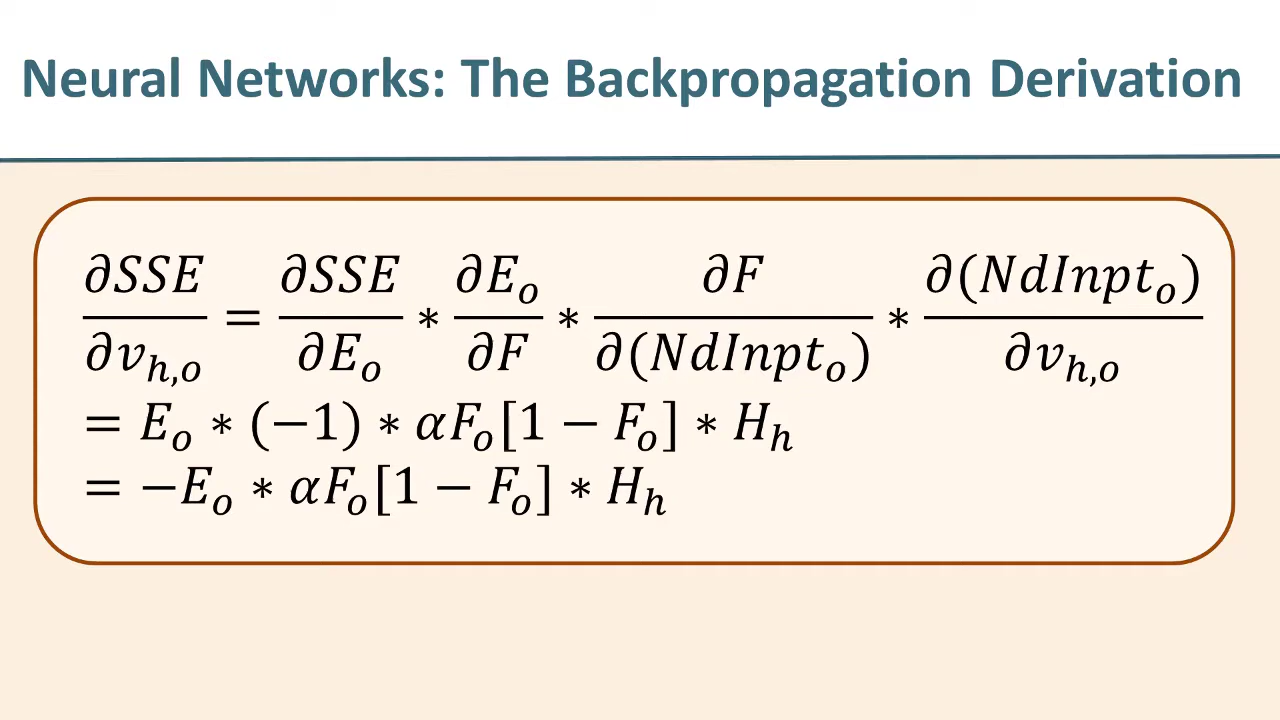 Neural Networks: The Backpropagation Derivation
∂SSE/∂v_{h,o} = ∂SSE/∂E_o * ∂E_o/∂F * ∂F/∂(NdInpt_o) * ∂(NdInpt_o)/∂v_{h,o}
= E_o * (−1) * αF_o[1 − F_o] * H_h
= −E_o * αF_o[1 − F_o] * H_h